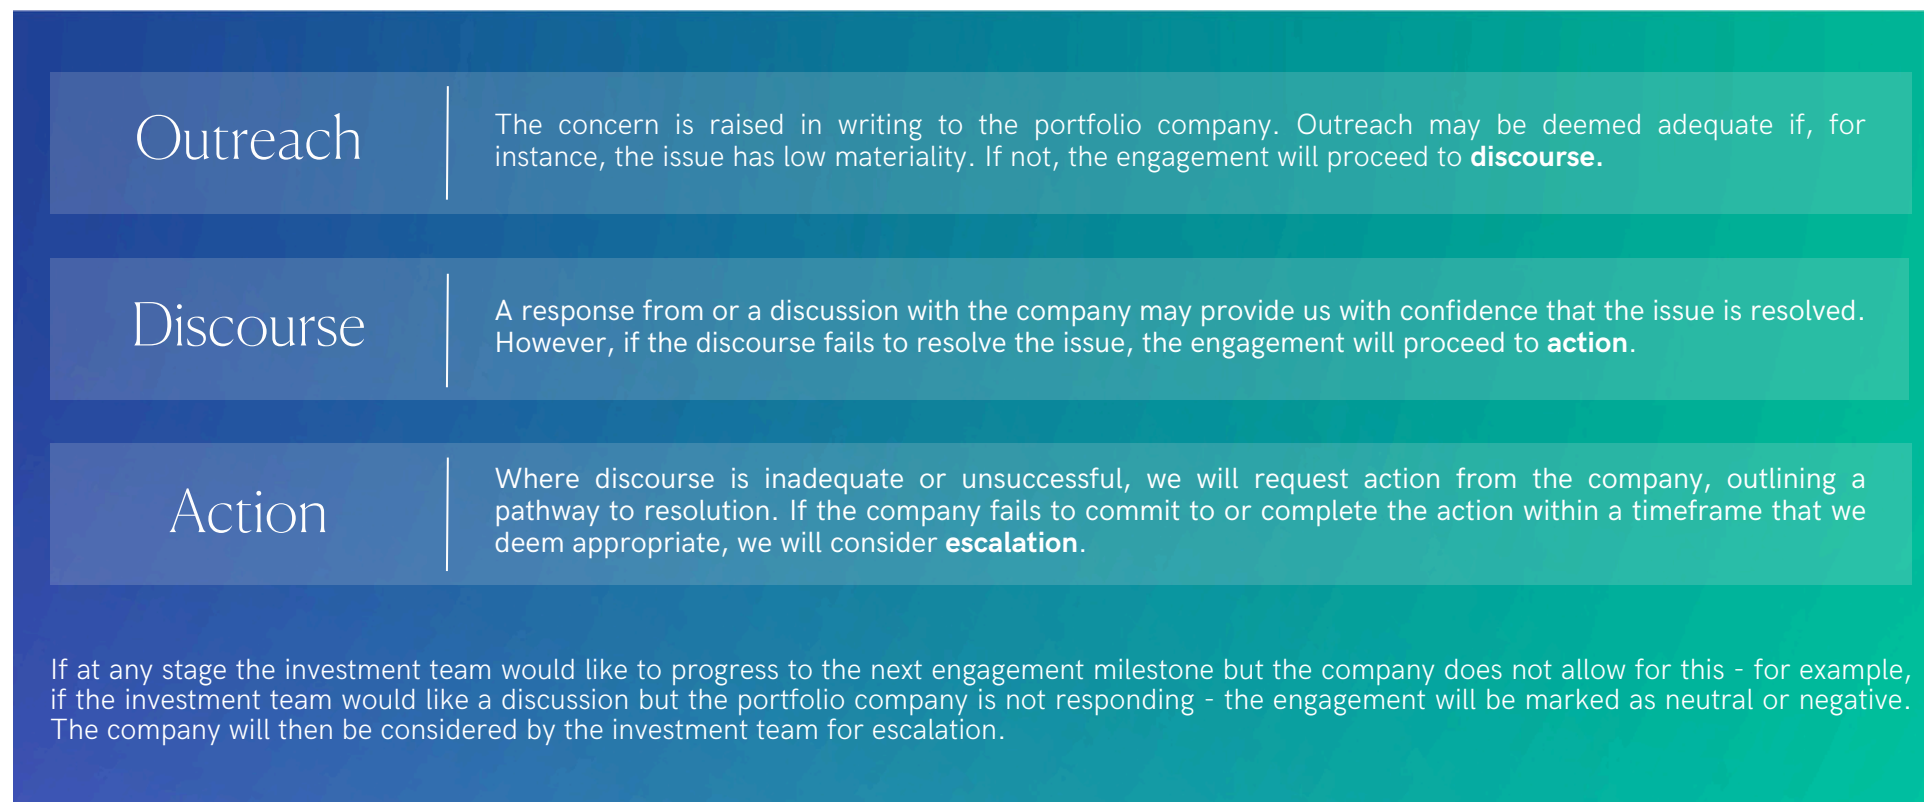 Outreach
The concern is raised in writing to the portfolio company. Outreach may be deemed adequate if, for
instance, the issue has low materiality. If not, the engagement will proceed to discourse.
Discourse
A response from or a discussion with the company may provide us with confidence that the issue is resolved.
However, if the discourse fails to resolve the issue, the engagement will proceed to action.
Action
Where discourse is inadequate or unsuccessful, we will request action from the company, outlining a
pathway to resolution. If the company fails to commit to or complete the action within a timeframe that we
deem appropriate, we will consider escalation.
If at any stage the investment team would like to progress to the next engagement milestone but the company does not allow for this - for example,
if the investment team would like a discussion but the portfolio company is not responding - the engagement will be marked as neutral or negative.
The company will then be considered by the investment team for escalation.